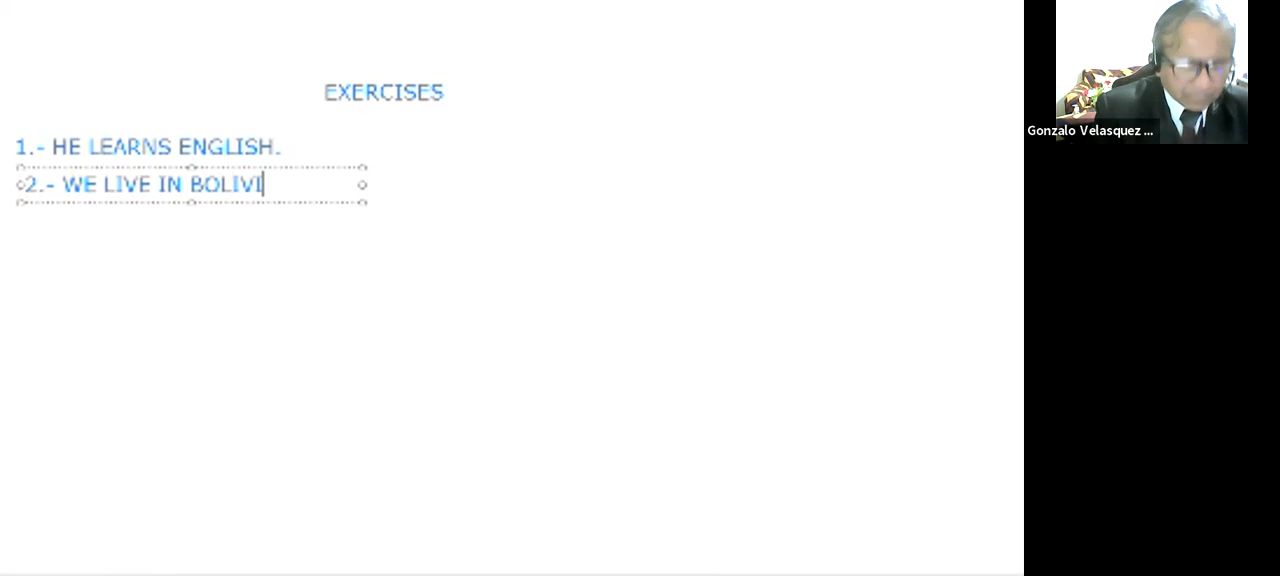 EXERCISES
1.- HE LEARNS ENGLISH.
2.- WE LIVE IN BOLIVI
Gonzalo Velasquez ...